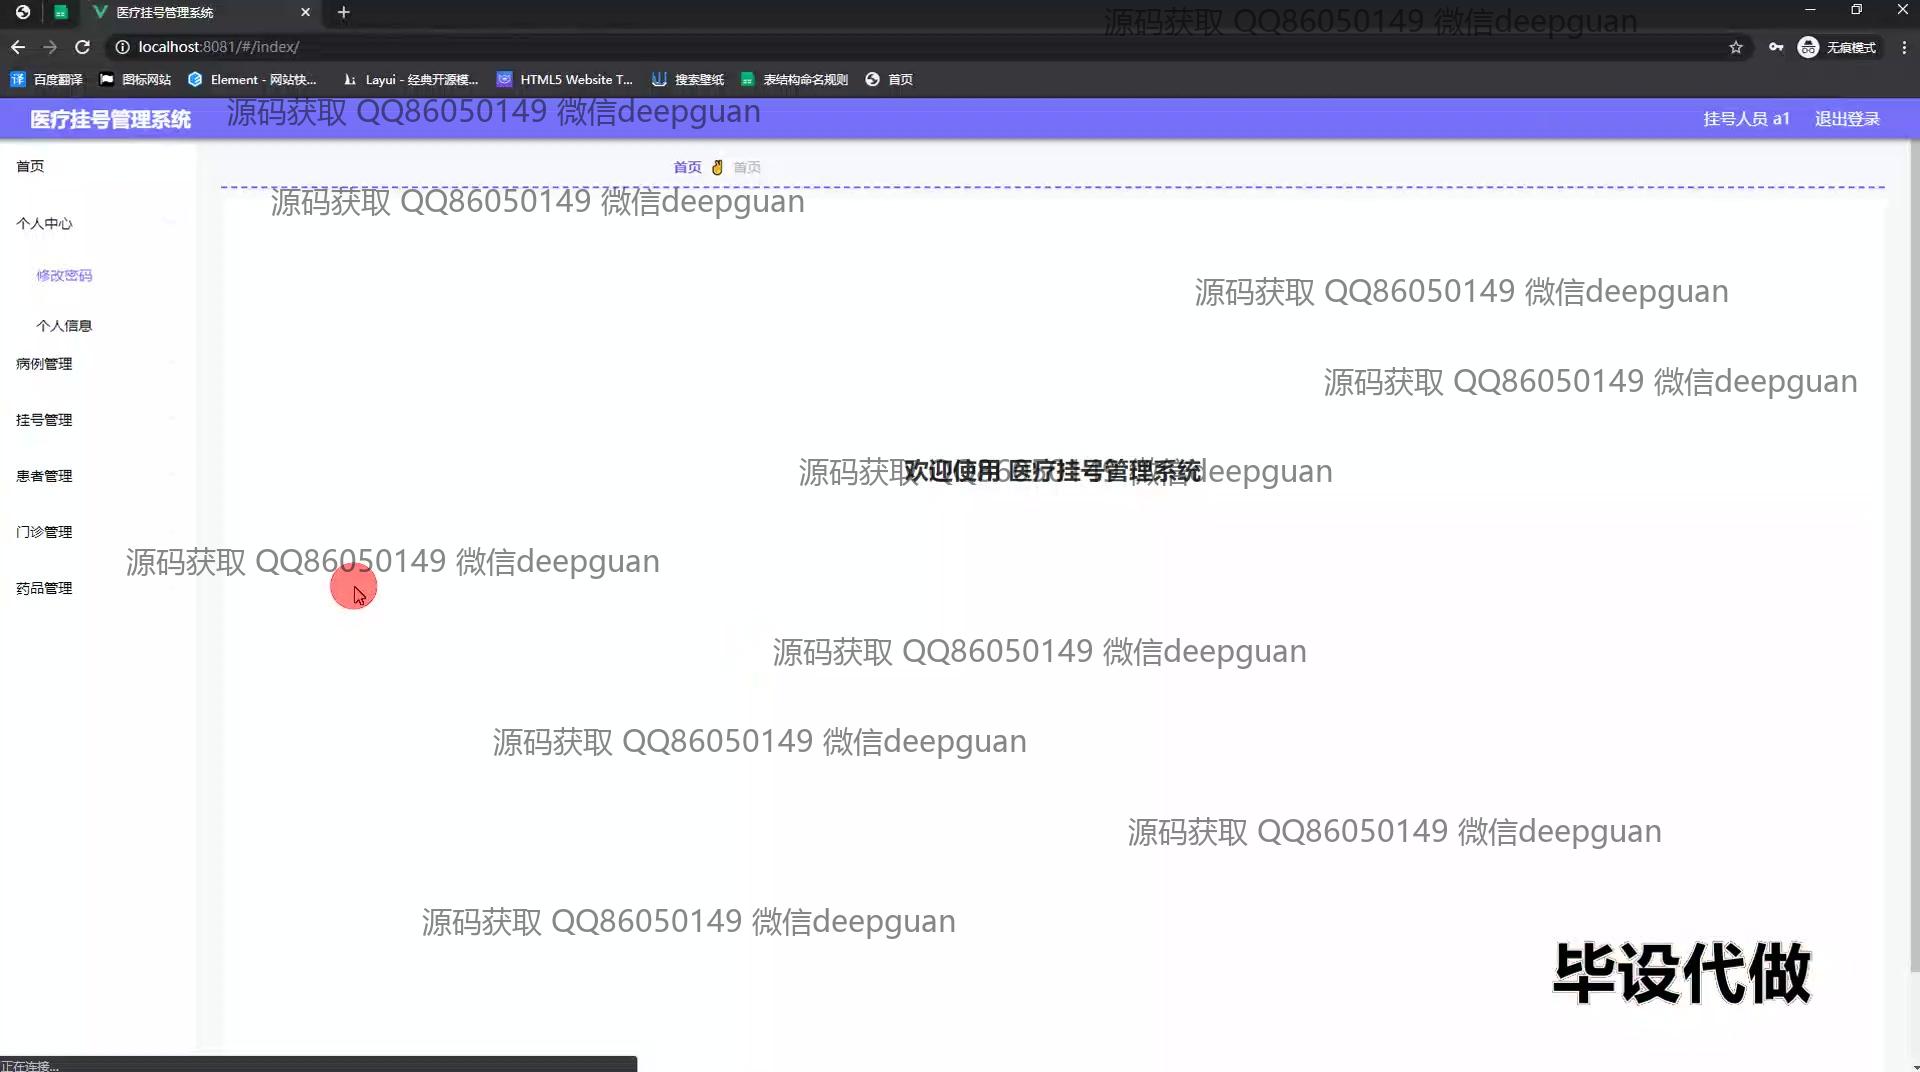 医疗挂号管理系统
源码获取 QQ86050149 微信deepguan
localhost:8081/#/index/
无痕模式
百度翻译
图标网站
Element - 网站快...
Layui - 经典开源模...
HTML5 Website T...
搜索壁纸
表结构命名规则
首页
医疗挂号管理系统
源码获取 QQ86050149 微信deepguan
挂号人员 a1
退出登录
首页
首页 首页
源码获取 QQ86050149 微信deepguan
个人中心
修改密码
源码获取 QQ86050149 微信deepguan
个人信息
病例管理
源码获取 QQ86050149 微信deepguan
挂号管理
患者管理
源码获取 QQ86050149 微信deepguan
欢迎使用 医疗挂号管理系统
门诊管理
源码获取 QQ86050149 微信deepguan
药品管理
源码获取 QQ86050149 微信deepguan
源码获取 QQ86050149 微信deepguan
源码获取 QQ86050149 微信deepguan
源码获取 QQ86050149 微信deepguan
毕设代做
正在连接...